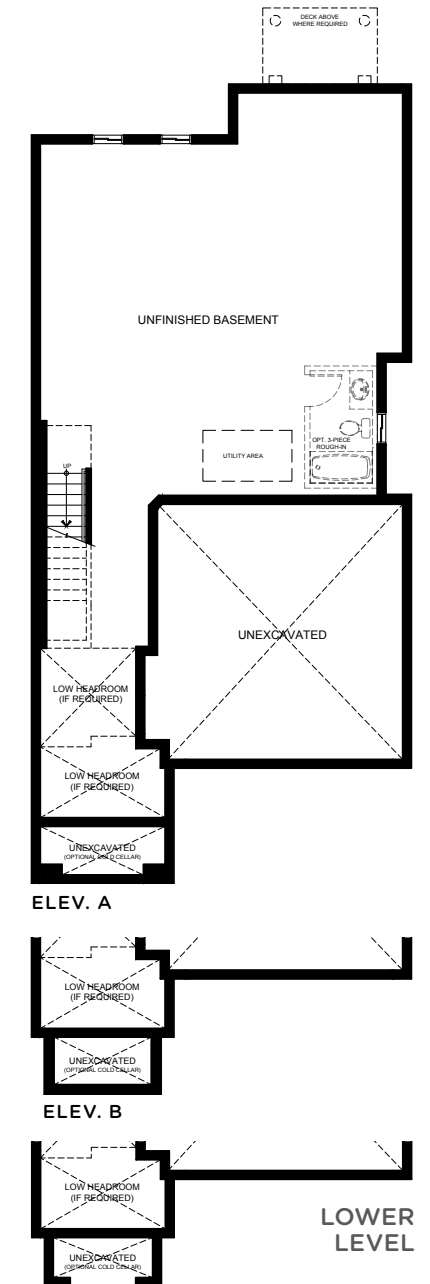 DECK ABOVE
WHERE REQUIRED
UNFINISHED BASEMENT
OPT. 3-PIECE
ROUGH-IN
UTILITY AREA
UP
UNEXCAVATED
LOW HEADROOM
(IF REQUIRED)
LOW HEADROOM
(IF REQUIRED)
UNEXCAVATED
(OPTIONAL COLD CELLAR)
ELEV. A
LOW HEADROOM
(IF REQUIRED)
UNEXCAVATED
(OPTIONAL COLD CELLAR)
ELEV. B
LOW HEADROOM
(IF REQUIRED)
LOWER
LEVEL
UNEXCAVATED
(OPTIONAL COLD CELLAR)